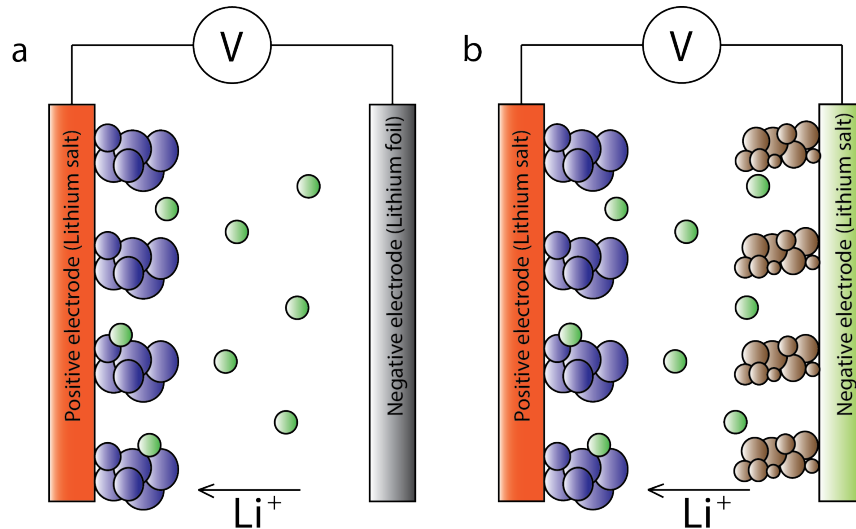 a
V
Positive electrode (Lithium salt)
Negative electrode (Lithium foil)
Li⁺
b
V
Positive electrode (Lithium salt)
Negative electrode (Lithium salt)
Li⁺